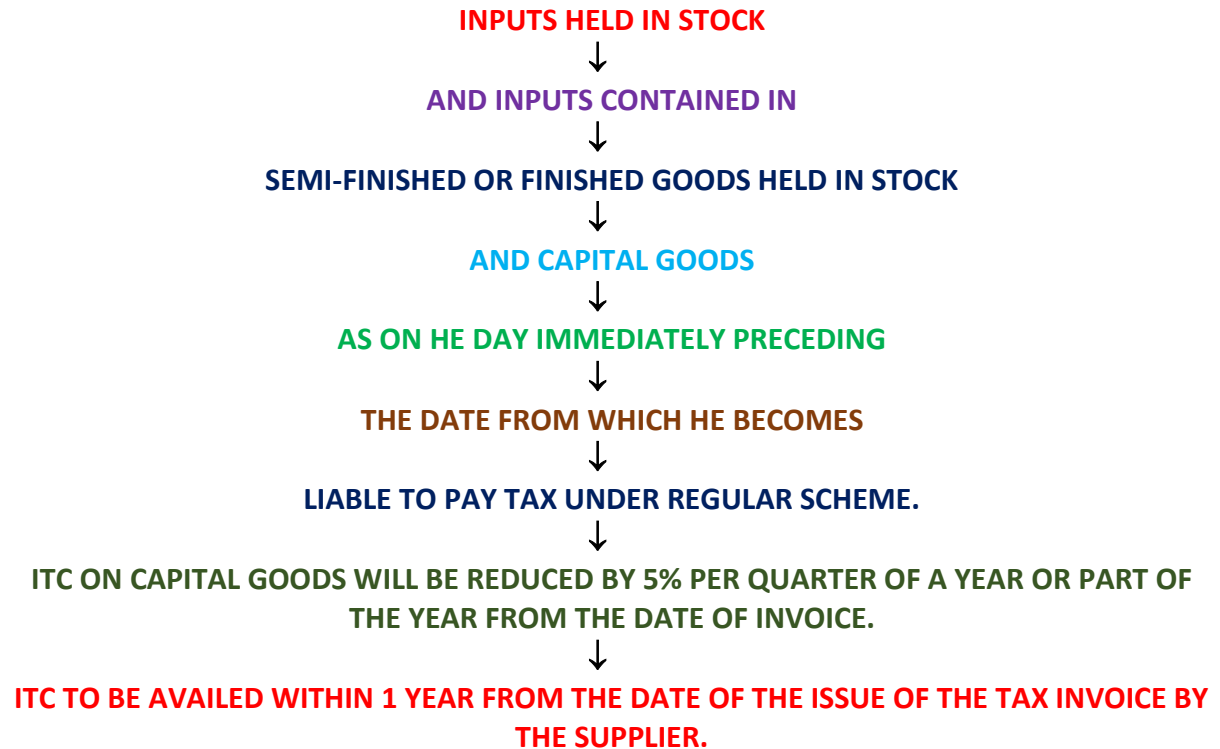 INPUTS HELD IN STOCK
↓
AND INPUTS CONTAINED IN
↓
SEMI-FINISHED OR FINISHED GOODS HELD IN STOCK
↓
AND CAPITAL GOODS
↓
AS ON HE DAY IMMEDIATELY PRECEDING
↓
THE DATE FROM WHICH HE BECOMES
↓
LIABLE TO PAY TAX UNDER REGULAR SCHEME.
↓
ITC ON CAPITAL GOODS WILL BE REDUCED BY 5% PER QUARTER OF A YEAR OR PART OF
THE YEAR FROM THE DATE OF INVOICE.
↓
ITC TO BE AVAILED WITHIN 1 YEAR FROM THE DATE OF THE ISSUE OF THE TAX INVOICE BY
THE SUPPLIER.